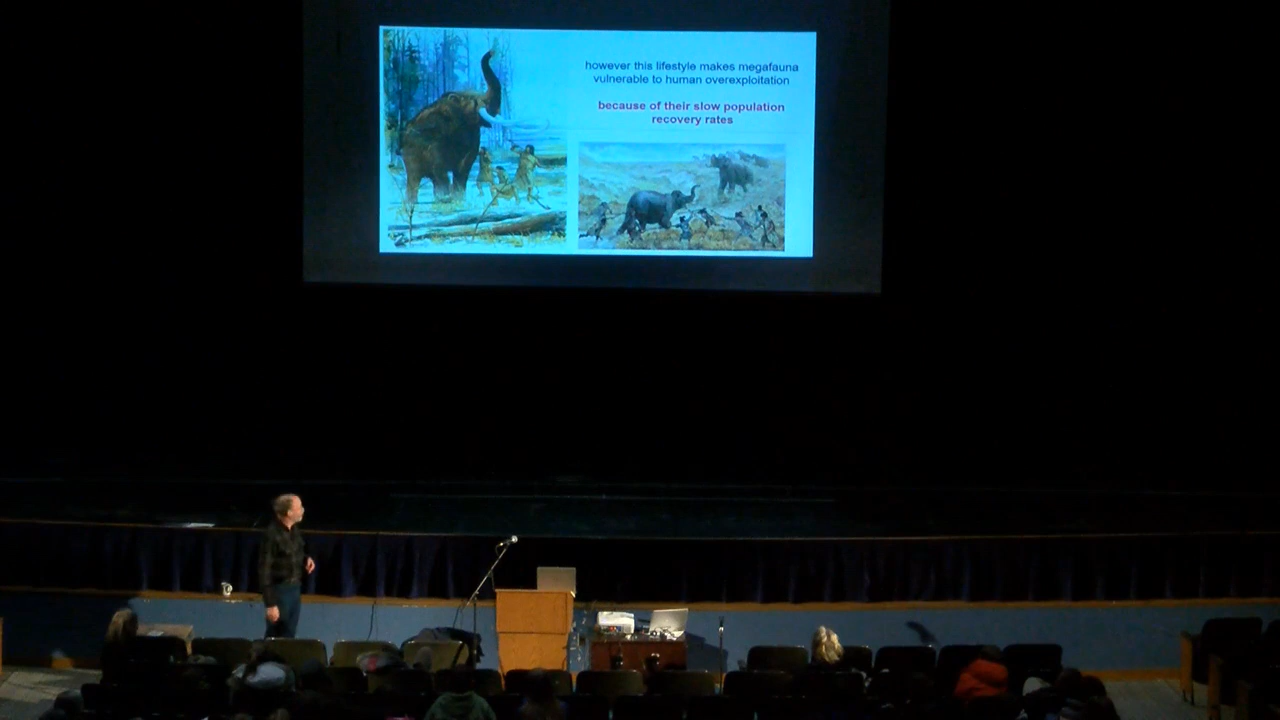 however this lifestyle makes megafauna
vulnerable to human overexploitation
because of their slow population
recovery rates